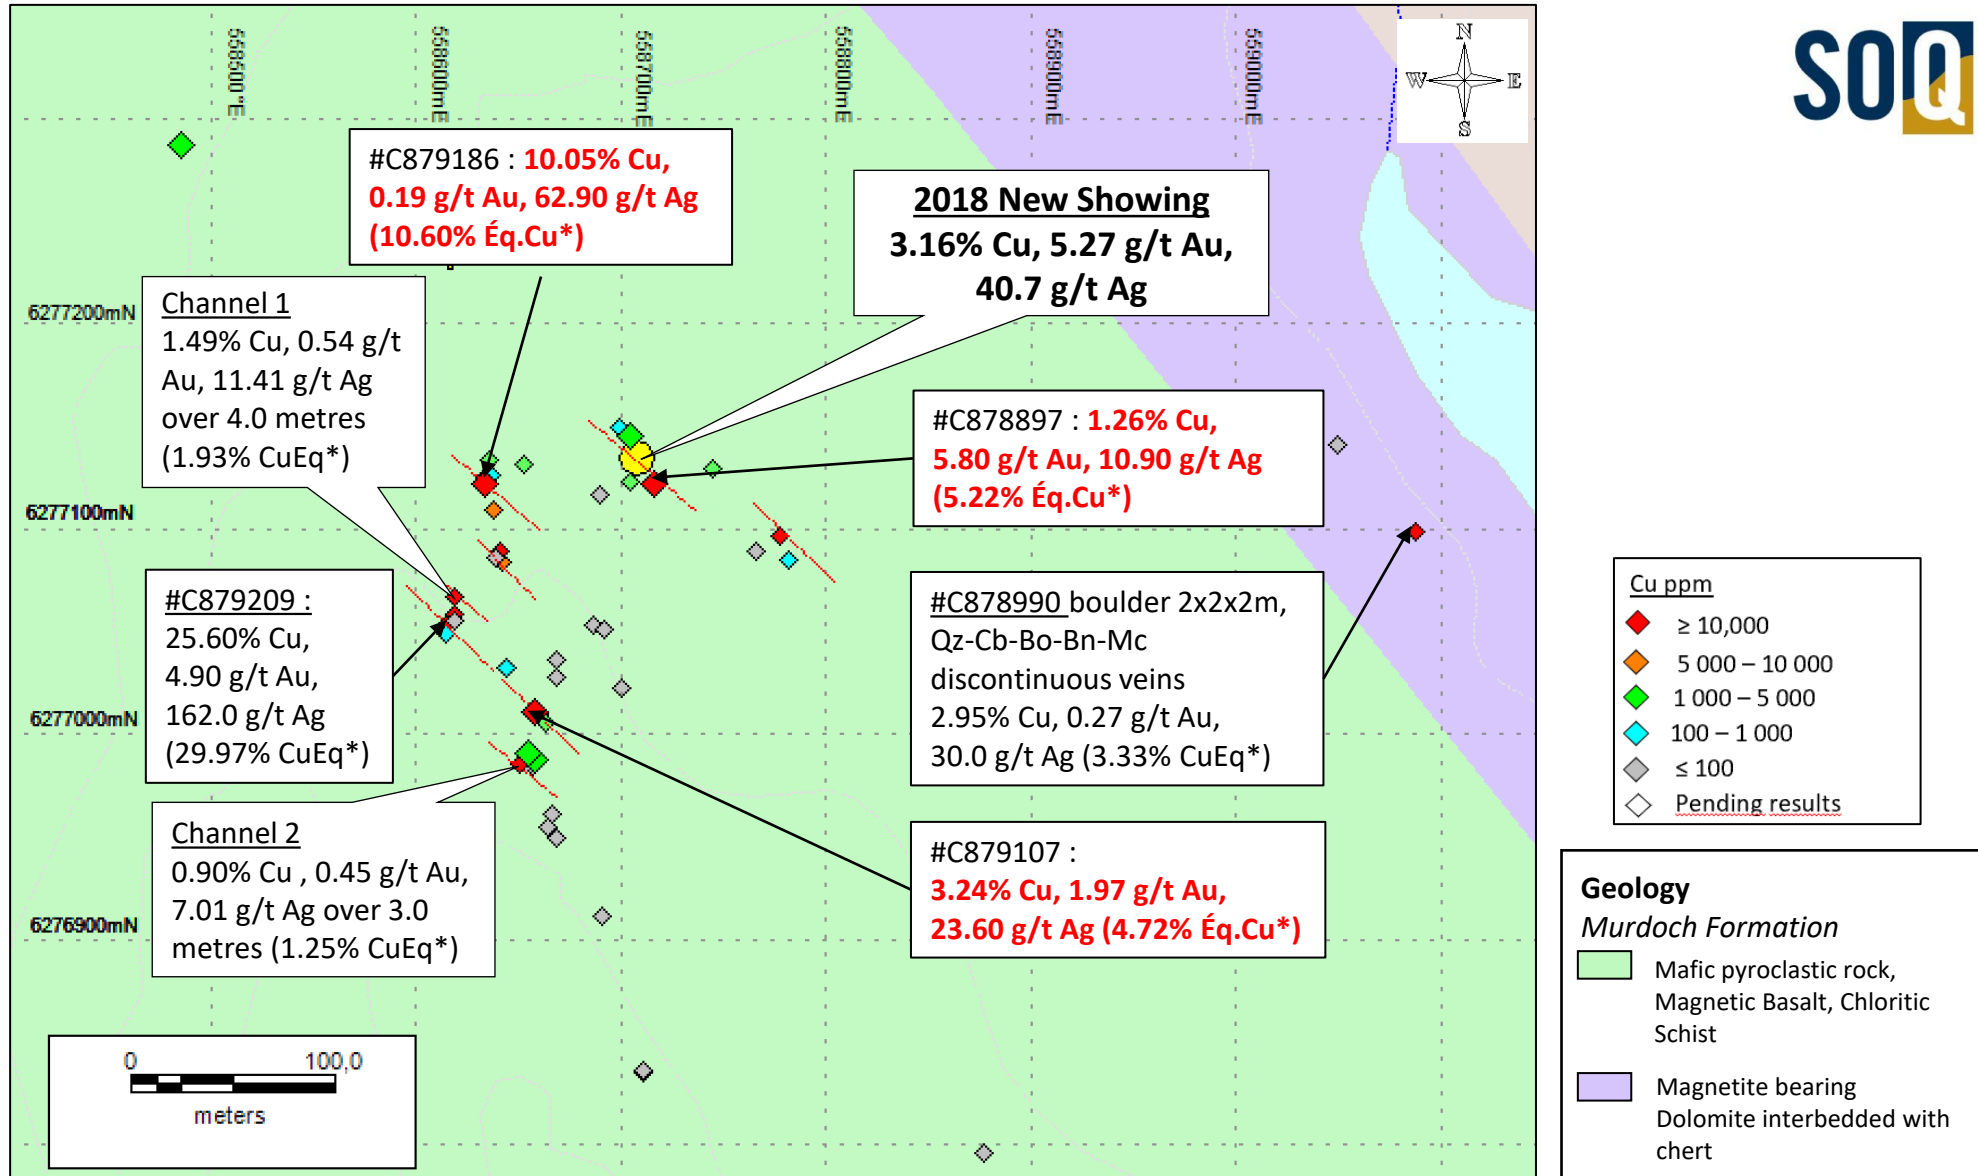 558500°E
558600mE
558700mE
558800mE
558900mE
559000mE
N
W E
S
SOQ
#C879186 : 10.05% Cu,
0.19 g/t Au, 62.90 g/t Ag
(10.60% Éq.Cu*)
2018 New Showing
3.16% Cu, 5.27 g/t Au,
40.7 g/t Ag
6277200mN
6277100mN
6277000mN
6276900mN
Channel 1
1.49% Cu, 0.54 g/t
Au, 11.41 g/t Ag
over 4.0 metres
(1.93% CuEq*)
#C878897 : 1.26% Cu,
5.80 g/t Au, 10.90 g/t Ag
(5.22% Éq.Cu*)
#C879209 :
25.60% Cu,
4.90 g/t Au,
162.0 g/t Ag
(29.97% CuEq*)
#C878990 boulder 2x2x2m,
Qz-Cb-Bo-Bn-Mc
discontinuous veins
2.95% Cu, 0.27 g/t Au,
30.0 g/t Ag (3.33% CuEq*)
Channel 2
0.90% Cu , 0.45 g/t Au,
7.01 g/t Ag over 3.0
metres (1.25% CuEq*)
#C879107 :
3.24% Cu, 1.97 g/t Au,
23.60 g/t Ag (4.72% Éq.Cu*)
0 100,0
meters
Cu ppm
≥ 10,000
5 000 – 10 000
1 000 – 5 000
100 – 1 000
≤ 100
Pending results
Geology
Murdoch Formation
Mafic pyroclastic rock,
Magnetic Basalt, Chloritic
Schist
Magnetite bearing
Dolomite interbedded with
chert